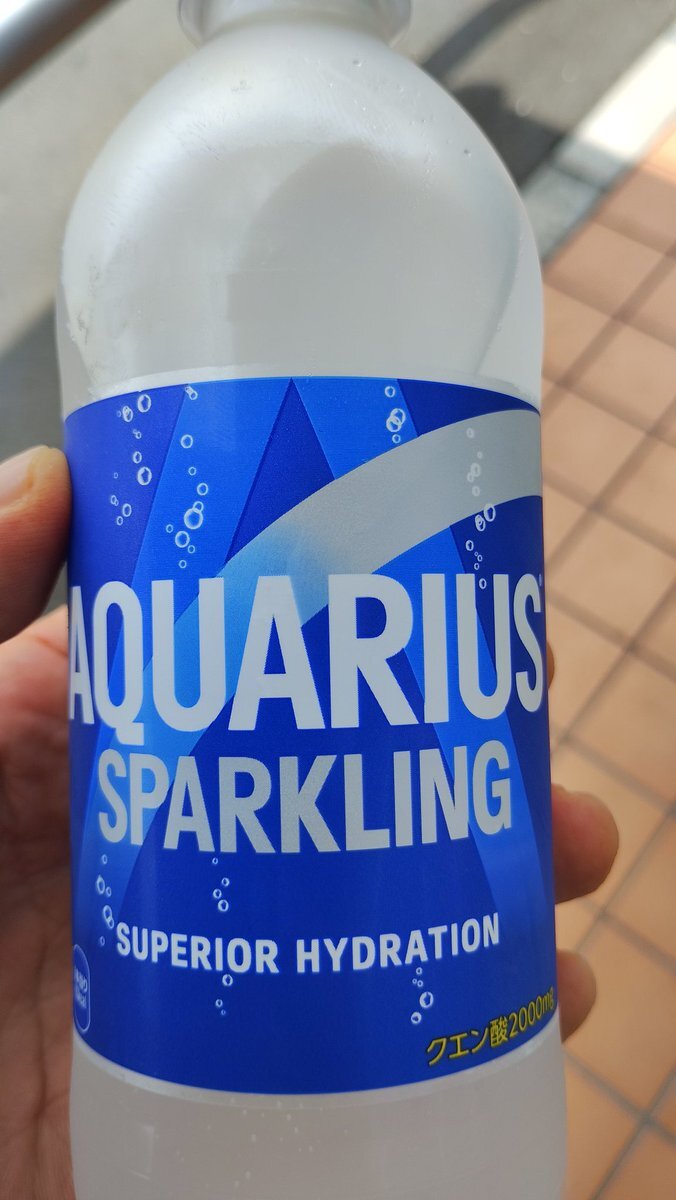 AQUARIUS
SPARKLING
SUPERIOR HYDRATION
クエン酸2000mg